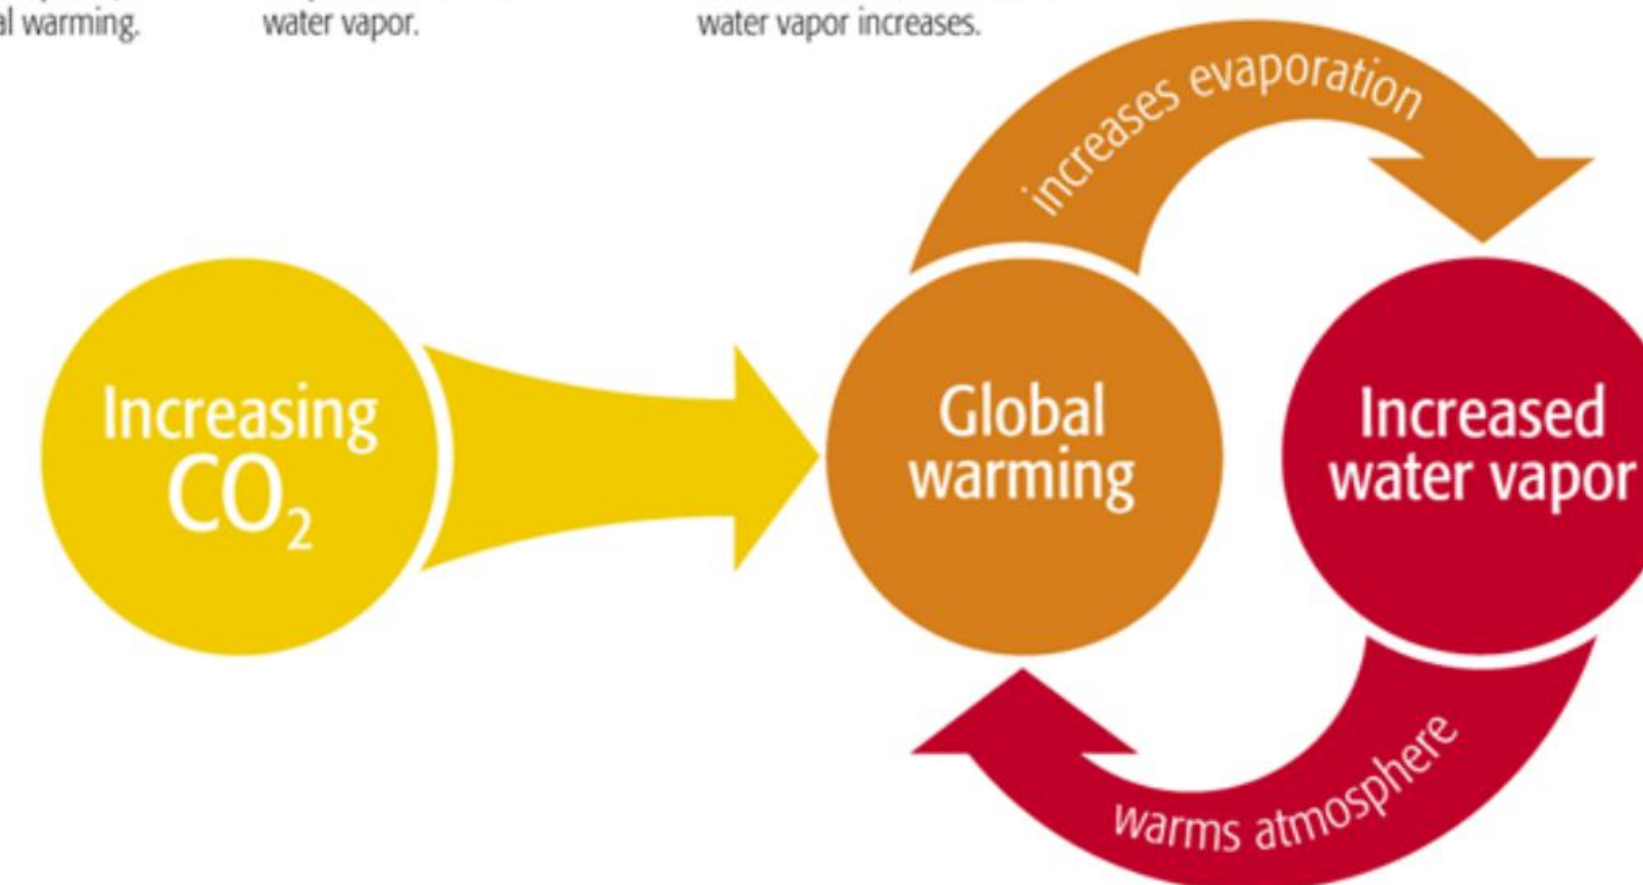 al warming.
water vapor.
water vapor increases.
increases evaporation
Increasing
CO₂
Global
warming
Increased
water vapor
warms atmosphere